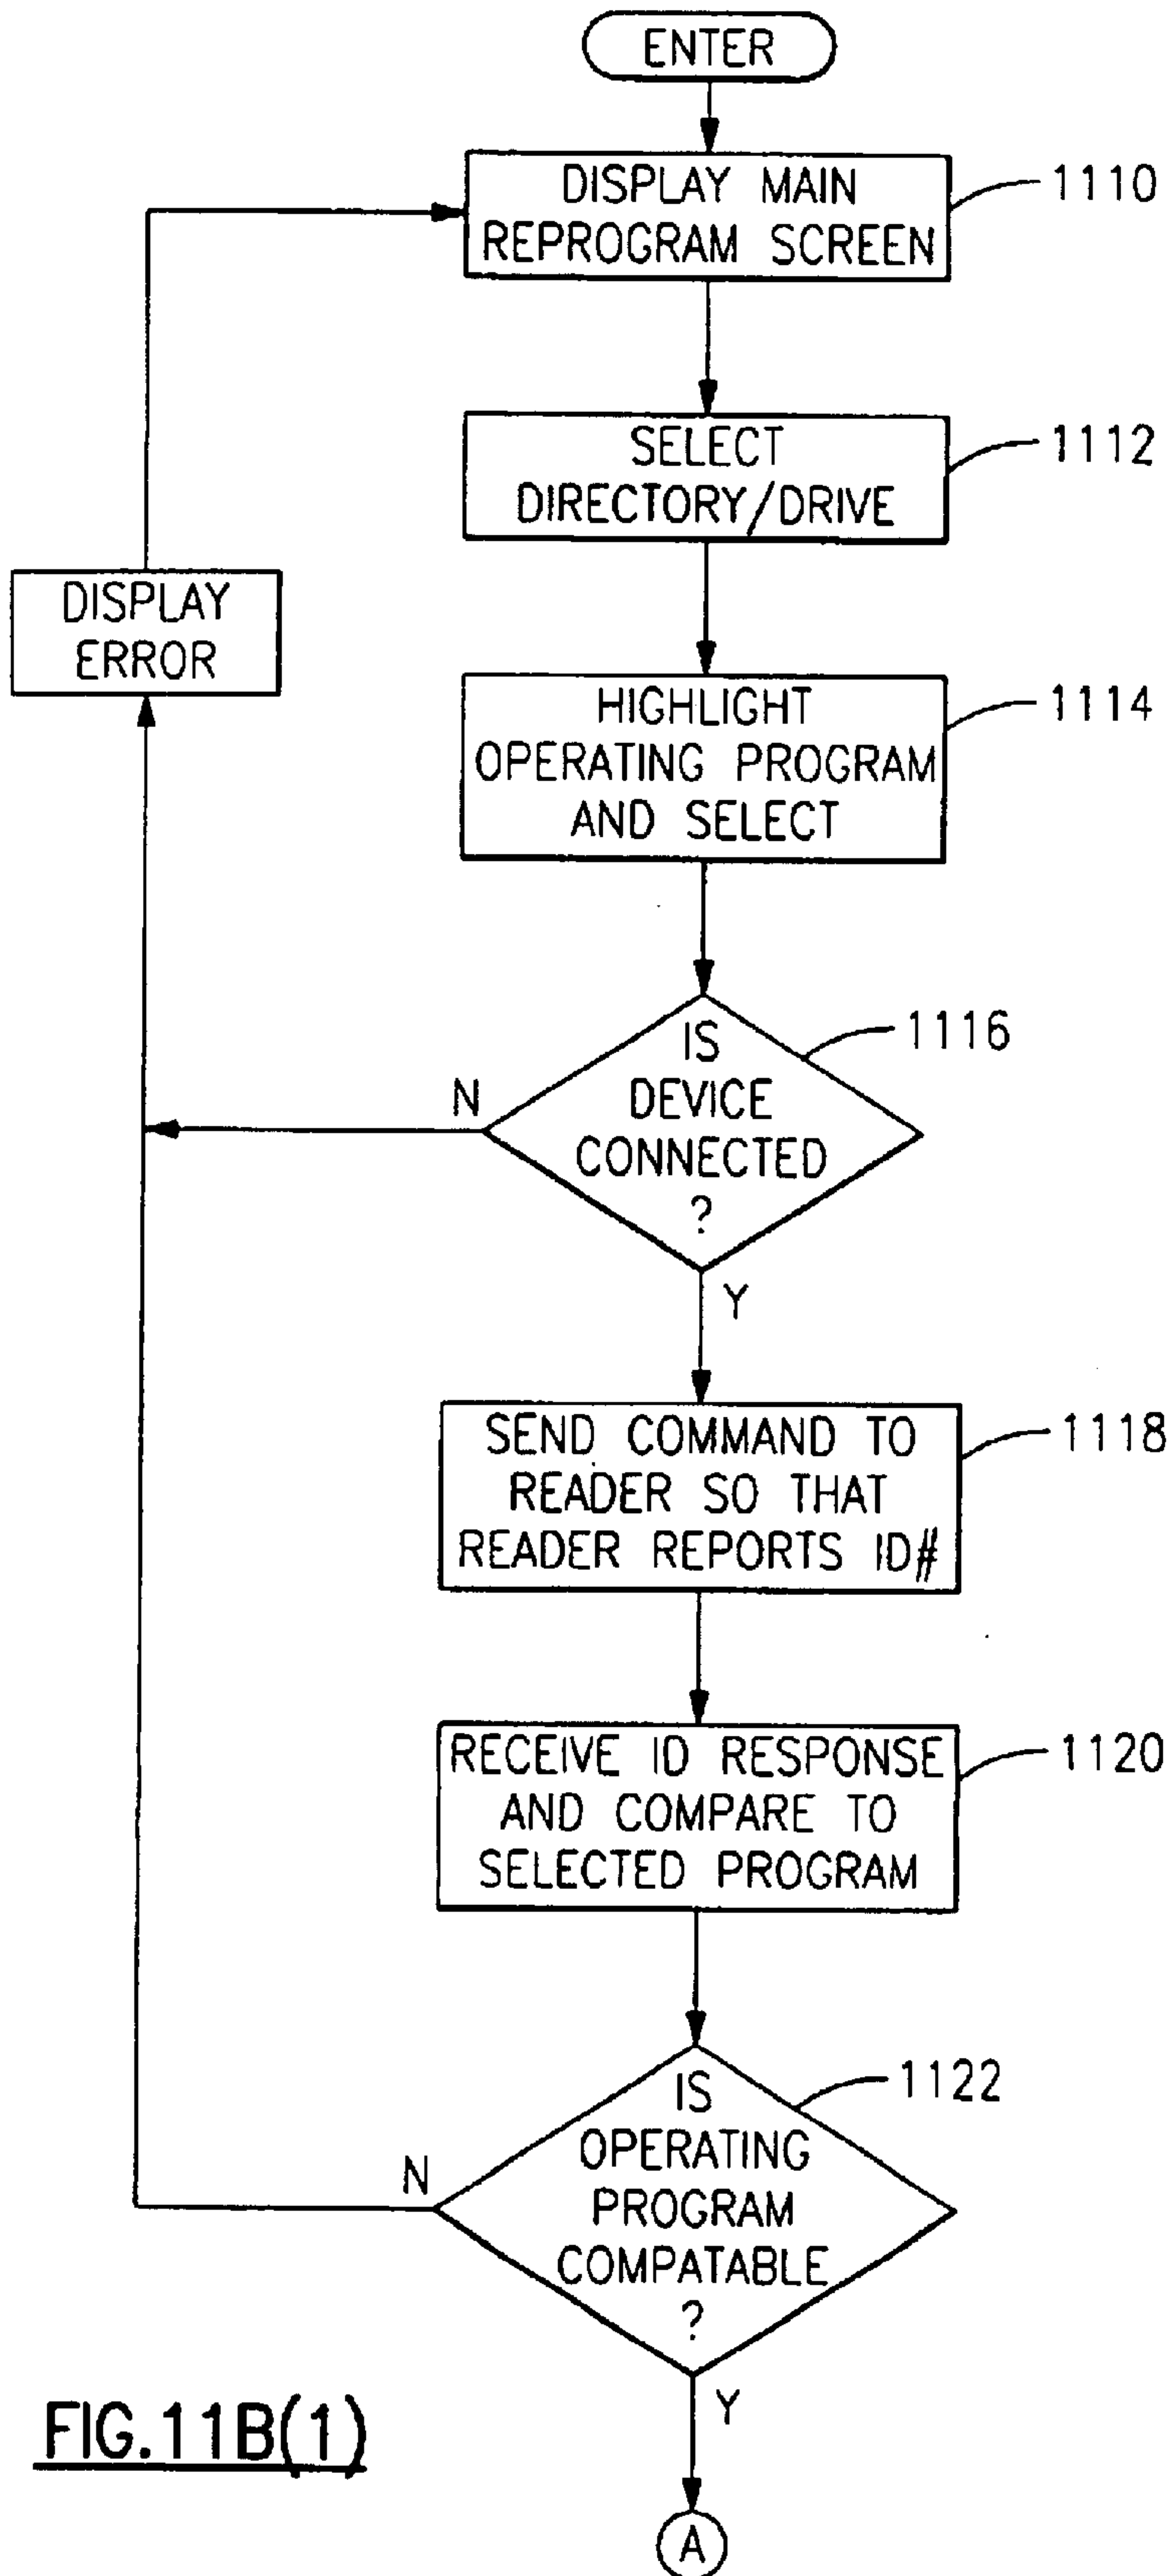 ENTER
DISPLAY MAIN
REPROGRAM SCREEN
1110
SELECT
DIRECTORY/DRIVE
1112
DISPLAY
ERROR
HIGHLIGHT
OPERATING PROGRAM
AND SELECT
1114
IS
DEVICE
CONNECTED
?
1116
N
Y
SEND COMMAND TO
READER SO THAT
READER REPORTS ID#
1118
RECEIVE ID RESPONSE
AND COMPARE TO
SELECTED PROGRAM
1120
IS
OPERATING
PROGRAM
COMPATABLE
?
1122
N
Y
A
FIG.11B(1)